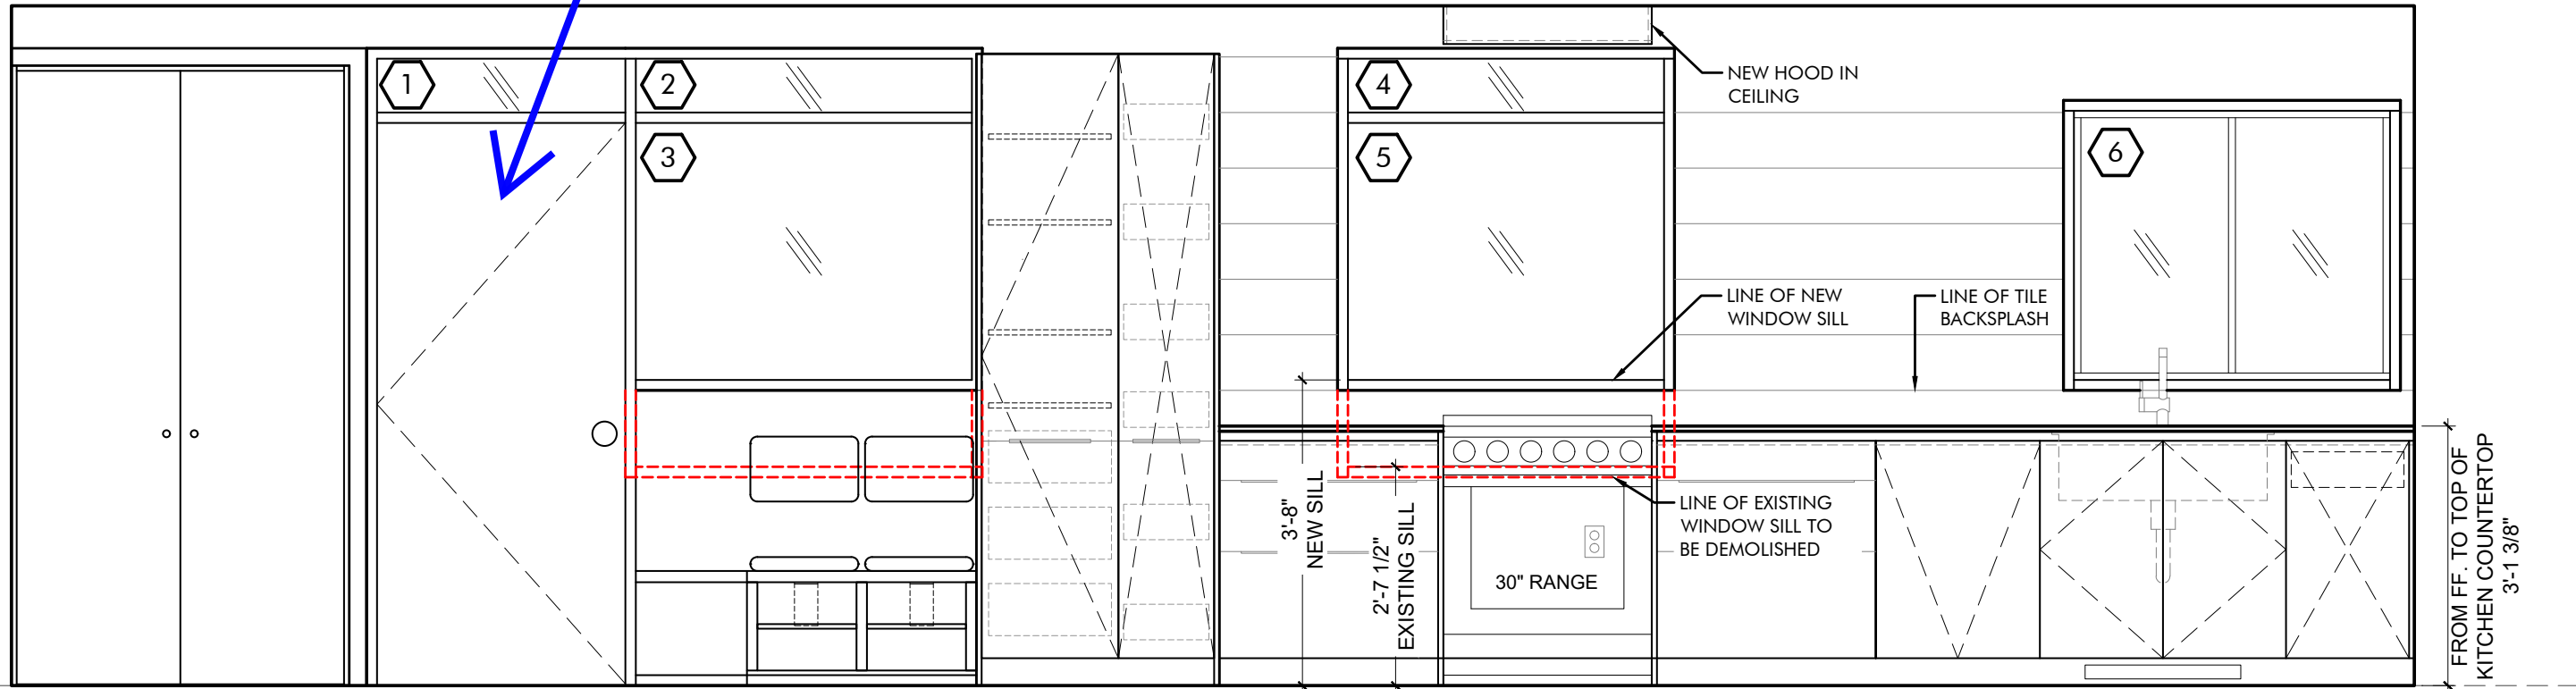 1
2
3
4
5
6
NEW HOOD IN
CEILING
LINE OF NEW
WINDOW SILL
LINE OF TILE
BACKSPLASH
3'-8"
NEW SILL
2'-7 1/2"
EXISTING SILL
LINE OF EXISTING
WINDOW SILL TO
BE DEMOLISHED
30" RANGE
FROM FF. TO TOP OF
KITCHEN COUNTERTOP
3'-1 3/8"